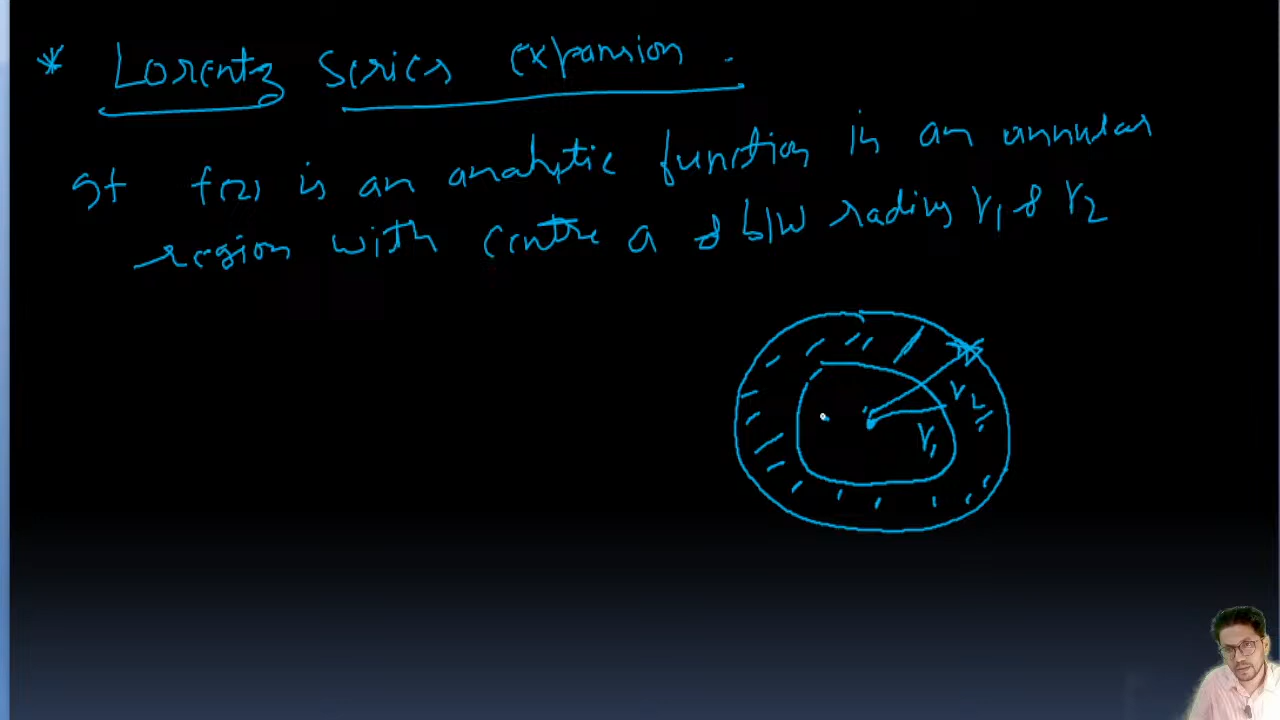 * Lorentz Series expansion .
If f(z) is an analytic function in an annular
region with centre a & b/w radius r1 & r2
r2
r1